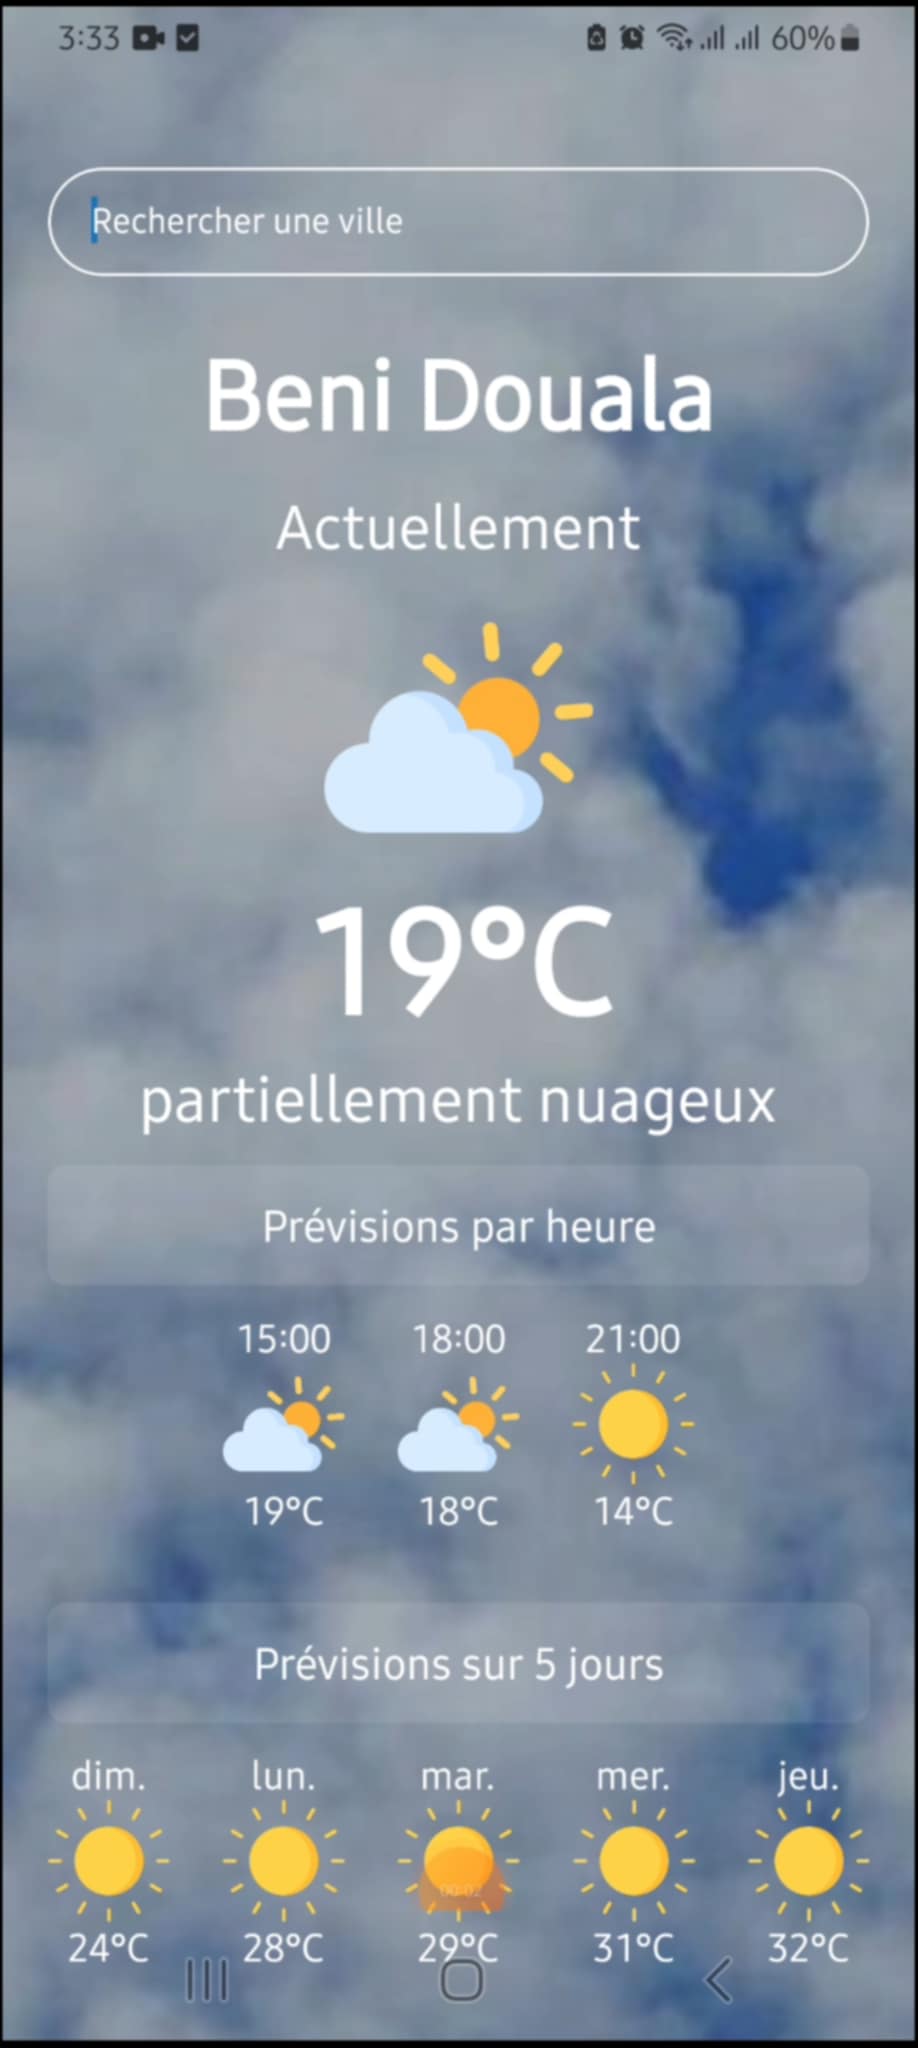 3:33 60%
Rechercher une ville
Beni Douala
Actuellement
19°C
partiellement nuageux
Prévisions par heure
15:00 18:00 21:00
19°C 18°C 14°C
Prévisions sur 5 jours
dim. lun. mar. mer. jeu.
00:02
24°C 28°C 29°C 31°C 32°C